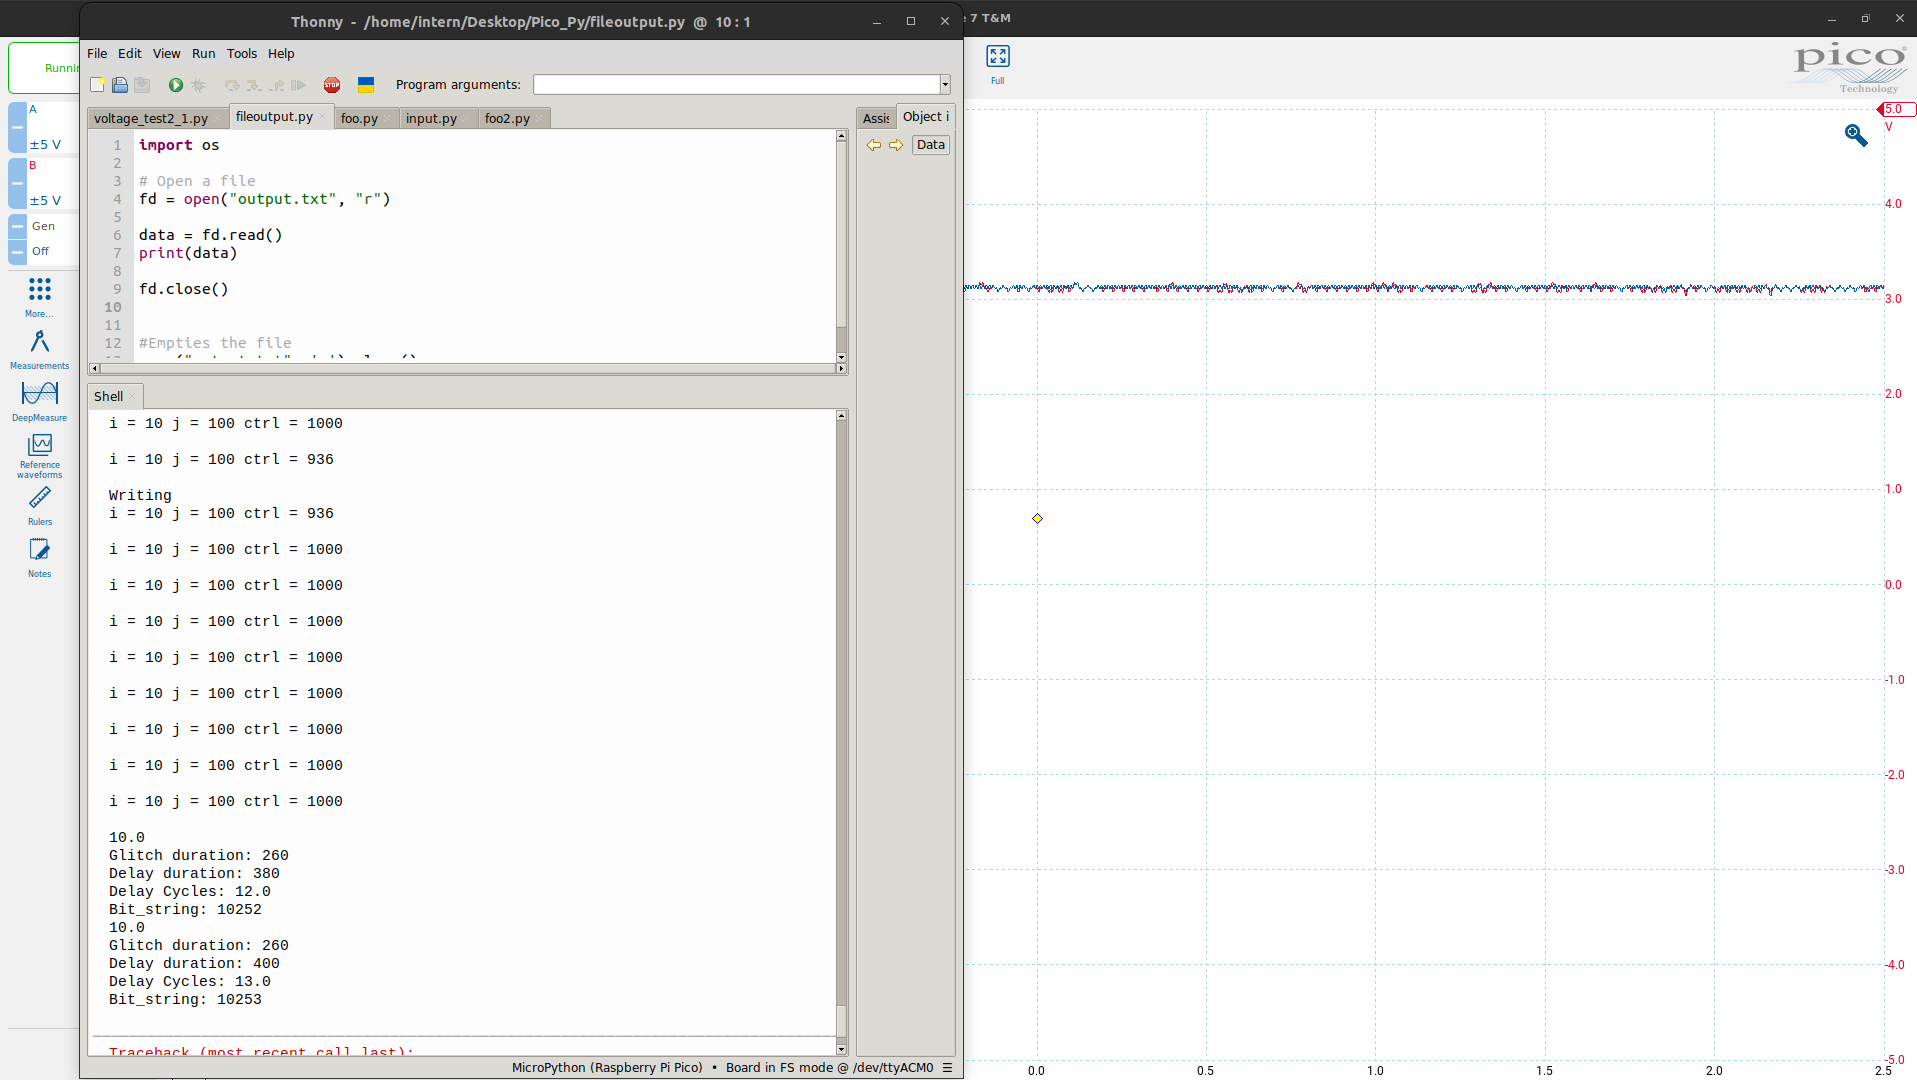 Thonny - /home/intern/Desktop/Pico_Py/fileoutput.py @ 10 : 1
7 T&M
File Edit View Run Tools Help
Program arguments:
STOP
Full
pico
Technology
A
±5 V
B
±5 V
Gen
Off
More...
Measurements
DeepMeasure
Reference
waveforms
Rulers
Notes
voltage_test2_1.py
fileoutput.py
foo.py
input.py
foo2.py
Object i
Data
1 import os
2
3 # Open a file
4 fd = open("output.txt", "r")
5
6 data = fd.read()
7 print(data)
8
9 fd.close()
10
11
12 #Empties the file
Shell
i = 10 j = 100 ctrl = 1000
i = 10 j = 100 ctrl = 936
Writing
i = 10 j = 100 ctrl = 936
i = 10 j = 100 ctrl = 1000
i = 10 j = 100 ctrl = 1000
i = 10 j = 100 ctrl = 1000
i = 10 j = 100 ctrl = 1000
i = 10 j = 100 ctrl = 1000
i = 10 j = 100 ctrl = 1000
i = 10 j = 100 ctrl = 1000
i = 10 j = 100 ctrl = 1000
10.0
Glitch duration: 260
Delay duration: 380
Delay Cycles: 12.0
Bit_string: 10252
10.0
Glitch duration: 260
Delay duration: 400
Delay Cycles: 13.0
Bit_string: 10253
Traceback (most recent call last):
MicroPython (Raspberry Pi Pico) • Board in FS mode @ /dev/ttyACM0 ☰
5.0
V
4.0
3.0
2.0
1.0
0.0
-1.0
-2.0
-3.0
-4.0
-5.0
0.0 0.5 1.0 1.5 2.0 2.5